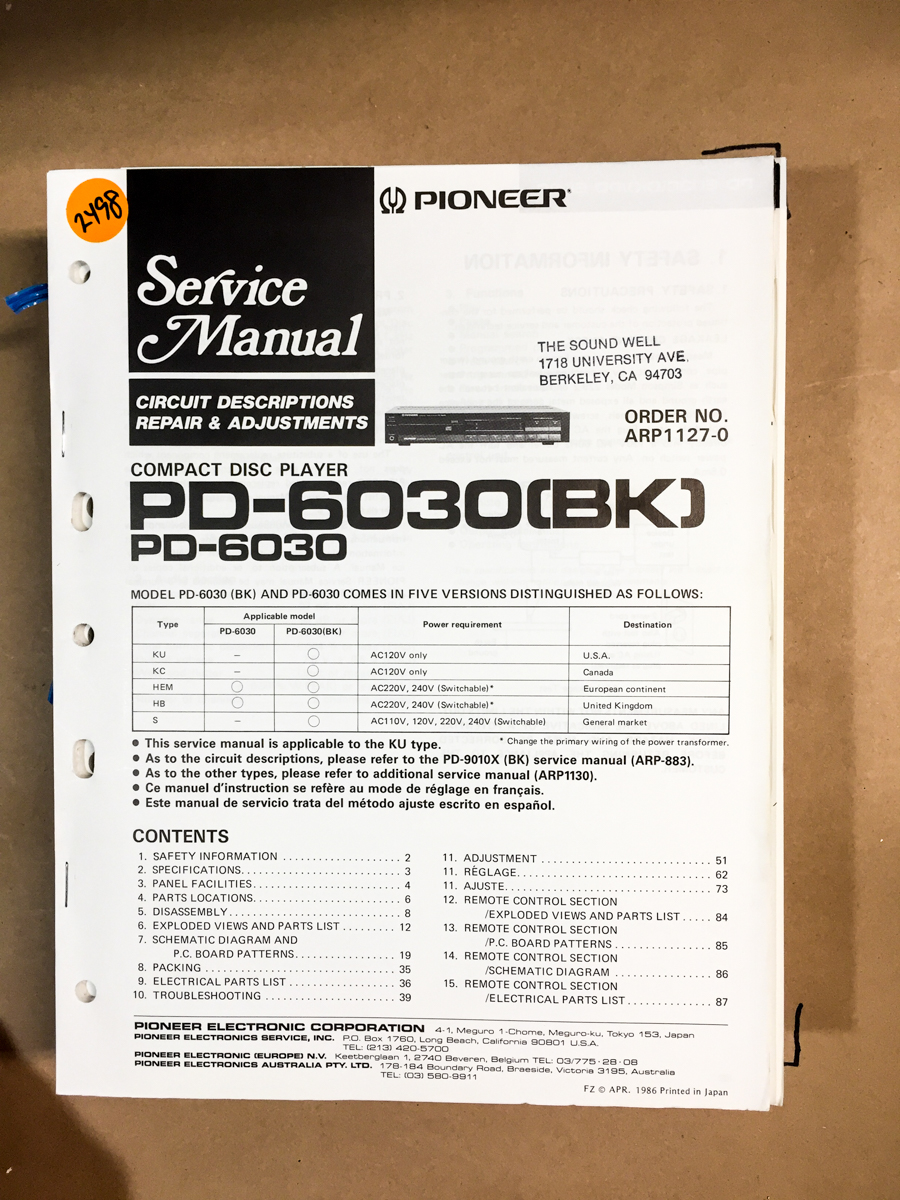 2498
PIONEER
Service
Manual
CIRCUIT DESCRIPTIONS
REPAIR & ADJUSTMENTS
THE SOUND WELL
1718 UNIVERSITY AVE.
BERKELEY, CA 94703
ORDER NO.
ARP1127-0
COMPACT DISC PLAYER
PD-6030(BK)
PD-6030
MODEL PD-6030 (BK) AND PD-6030 COMES IN FIVE VERSIONS DISTINGUISHED AS FOLLOWS:
Type Applicable model Power requirement Destination
PD-6030 PD-6030(BK)
KU – ○ AC120V only U.S.A.
KC – ○ AC120V only Canada
HEM ○ ○ AC220V, 240V (Switchable)* European continent
HB ○ ○ AC220V, 240V (Switchable)* United Kingdom
S – ○ AC110V, 120V, 220V, 240V (Switchable) General market
* Change the primary wiring of the power transformer.
● This service manual is applicable to the KU type.
● As to the circuit descriptions, please refer to the PD-9010X (BK) service manual (ARP-883).
● As to the other types, please refer to additional service manual (ARP1130).
● Ce manuel d'instruction se refère au mode de réglage en français.
● Este manual de servicio trata del método ajuste escrito en español.
CONTENTS
1. SAFETY INFORMATION .................... 2
2. SPECIFICATIONS........................... 3
3. PANEL FACILITIES......................... 4
4. PARTS LOCATIONS......................... 6
5. DISASSEMBLY............................. 8
6. EXPLODED VIEWS AND PARTS LIST ......... 12
7. SCHEMATIC DIAGRAM AND
P.C. BOARD PATTERNS................. 19
8. PACKING ................................. 35
9. ELECTRICAL PARTS LIST ................... 36
10. TROUBLESHOOTING ....................... 39
11. ADJUSTMENT ............................. 51
11. RÉGLAGE................................. 62
11. AJUSTE................................... 73
12. REMOTE CONTROL SECTION
/EXPLODED VIEWS AND PARTS LIST ..... 84
13. REMOTE CONTROL SECTION
/P.C. BOARD PATTERNS ................. 85
14. REMOTE CONTROL SECTION
/SCHEMATIC DIAGRAM ................. 86
15. REMOTE CONTROL SECTION
/ELECTRICAL PARTS LIST............... 87
PIONEER ELECTRONIC CORPORATION 4-1, Meguro 1-Chome, Meguro-ku, Tokyo 153, Japan
PIONEER ELECTRONICS SERVICE, INC. P.O. Box 1760, Long Beach, California 90801 U.S.A.
TEL: (213) 420-5700
PIONEER ELECTRONIC (EUROPE) N.V. Keetberglaan 1, 2740 Beveren, Belgium TEL: 03/775·28·08
PIONEER ELECTRONICS AUSTRALIA PTY. LTD. 178-184 Boundary Road, Braeside, Victoria 3195, Australia
TEL: (03) 580-9911
FZ © APR. 1986 Printed in Japan